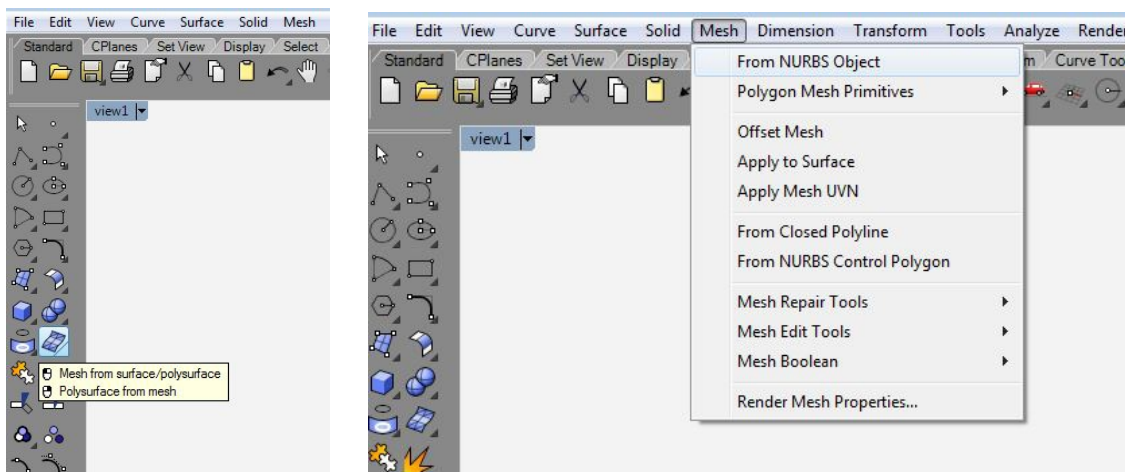 File Edit View Curve Surface Solid Mesh
Standard CPlanes Set View Display Select
view1
Mesh from surface/polysurface
Polysurface from mesh
File Edit View Curve Surface Solid Mesh Dimension Transform Tools Analyze Render
Standard CPlanes Set View Display m Curve Too
view1
From NURBS Object
Polygon Mesh Primitives
Offset Mesh
Apply to Surface
Apply Mesh UVN
From Closed Polyline
From NURBS Control Polygon
Mesh Repair Tools
Mesh Edit Tools
Mesh Boolean
Render Mesh Properties...